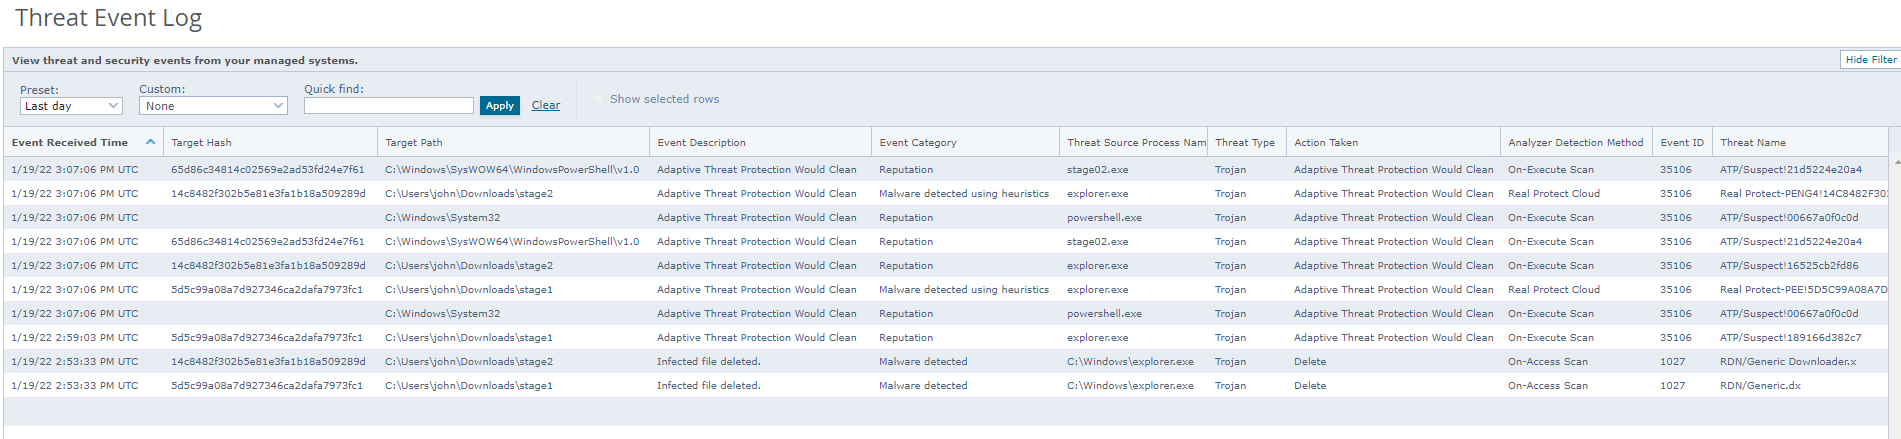 Threat Event Log
View threat and security events from your managed systems.
Hide Filter
Preset: Custom: Quick find:
Last day None Apply Clear Show selected rows
Event Received Time Target Hash Target Path Event Description Event Category Threat Source Process Nam Threat Type Action Taken Analyzer Detection Method Event ID Threat Name
1/19/22 3:07:06 PM UTC 65d86c34814c02569e2ad53fd24e7f61 C:\Windows\SysWOW64\WindowsPowerShell\v1.0 Adaptive Threat Protection Would Clean Reputation stage02.exe Trojan Adaptive Threat Protection Would Clean On-Execute Scan 35106 ATP/Suspect!21d5224e20a4
1/19/22 3:07:06 PM UTC 14c8482f302b5e81e3fa1b18a509289d C:\Users\john\Downloads\stage2 Adaptive Threat Protection Would Clean Malware detected using heuristics explorer.exe Trojan Adaptive Threat Protection Would Clean Real Protect Cloud 35106 Real Protect-PENG4!14C8482F302
1/19/22 3:07:06 PM UTC C:\Windows\System32 Adaptive Threat Protection Would Clean Reputation powershell.exe Trojan Adaptive Threat Protection Would Clean On-Execute Scan 35106 ATP/Suspect!00667a0f0c0d
1/19/22 3:07:06 PM UTC 65d86c34814c02569e2ad53fd24e7f61 C:\Windows\SysWOW64\WindowsPowerShell\v1.0 Adaptive Threat Protection Would Clean Reputation stage02.exe Trojan Adaptive Threat Protection Would Clean On-Execute Scan 35106 ATP/Suspect!21d5224e20a4
1/19/22 3:07:06 PM UTC 14c8482f302b5e81e3fa1b18a509289d C:\Users\john\Downloads\stage2 Adaptive Threat Protection Would Clean Reputation explorer.exe Trojan Adaptive Threat Protection Would Clean On-Execute Scan 35106 ATP/Suspect!16525cb2fd86
1/19/22 3:07:06 PM UTC 5d5c99a08a7d927346ca2dafa7973fc1 C:\Users\john\Downloads\stage1 Adaptive Threat Protection Would Clean Malware detected using heuristics explorer.exe Trojan Adaptive Threat Protection Would Clean Real Protect Cloud 35106 Real Protect-PEE!5D5C99A08A7D
1/19/22 3:07:06 PM UTC C:\Windows\System32 Adaptive Threat Protection Would Clean Reputation powershell.exe Trojan Adaptive Threat Protection Would Clean On-Execute Scan 35106 ATP/Suspect!00667a0f0c0d
1/19/22 2:59:03 PM UTC 5d5c99a08a7d927346ca2dafa7973fc1 C:\Users\john\Downloads\stage1 Adaptive Threat Protection Would Clean Reputation explorer.exe Trojan Adaptive Threat Protection Would Clean On-Execute Scan 35106 ATP/Suspect!189166d382c7
1/19/22 2:53:33 PM UTC 14c8482f302b5e81e3fa1b18a509289d C:\Users\john\Downloads\stage2 Infected file deleted. Malware detected C:\Windows\explorer.exe Trojan Delete On-Access Scan 1027 RDN/Generic Downloader.x
1/19/22 2:53:33 PM UTC 5d5c99a08a7d927346ca2dafa7973fc1 C:\Users\john\Downloads\stage1 Infected file deleted. Malware detected C:\Windows\explorer.exe Trojan Delete On-Access Scan 1027 RDN/Generic.dx